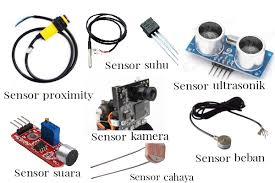 Sensor suhu
Sensor proximity
Sensor ultrasonik
Sensor kamera
Sensor beban
Sensor suara
Sensor cahaya